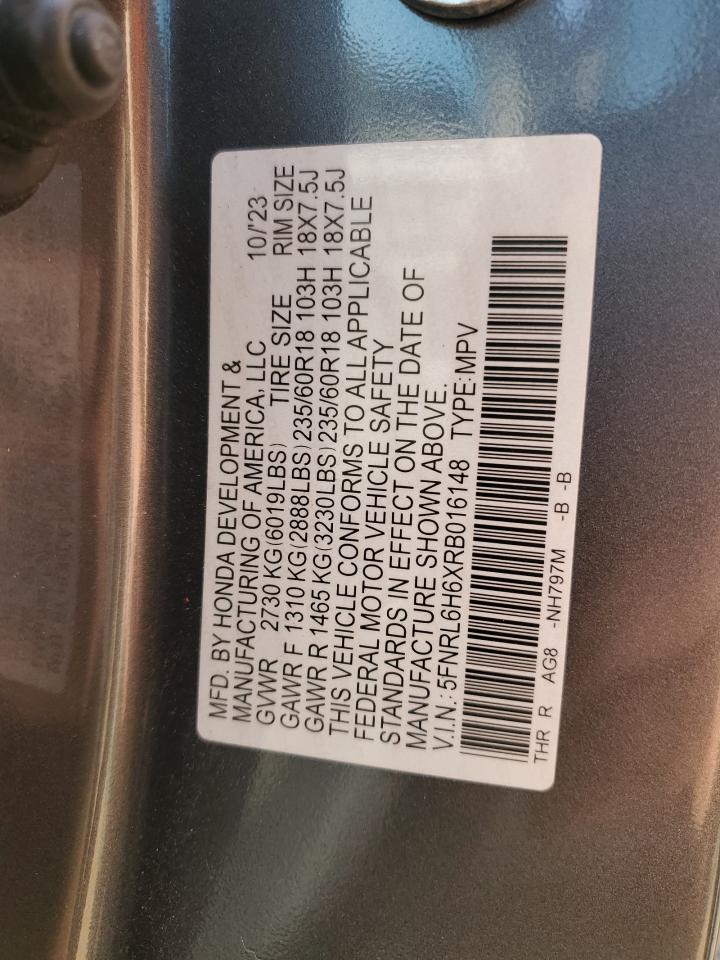 MFD. BY HONDA DEVELOPMENT &
MANUFACTURING OF AMERICA, LLC 10/'23
GVWR 2730 KG(6019LBS) TIRE SIZE RIM SIZE
GAWR F 1310 KG(2888LBS)235/60R18 103H 18X7.5J
GAWR R 1465 KG(3230LBS)235/60R18 103H 18X7.5J
THIS VEHICLE CONFORMS TO ALL APPLICABLE
FEDERAL MOTOR VEHICLE SAFETY
STANDARDS IN EFFECT ON THE DATE OF
MANUFACTURE SHOWN ABOVE.
V.I.N.: 5FNRL6H6XRB016148 TYPE:MPV
THR R AG8 -NH797M -B -B